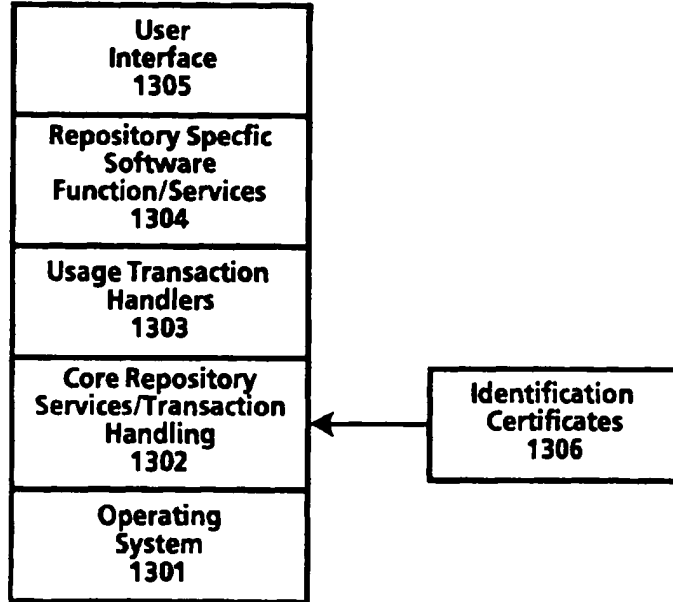 User
Interface
1305
Repository Specfic
Software
Function/Services
1304
Usage Transaction
Handlers
1303
Core Repository
Services/Transaction
Handling
1302
Operating
System
1301
Identification
Certificates
1306